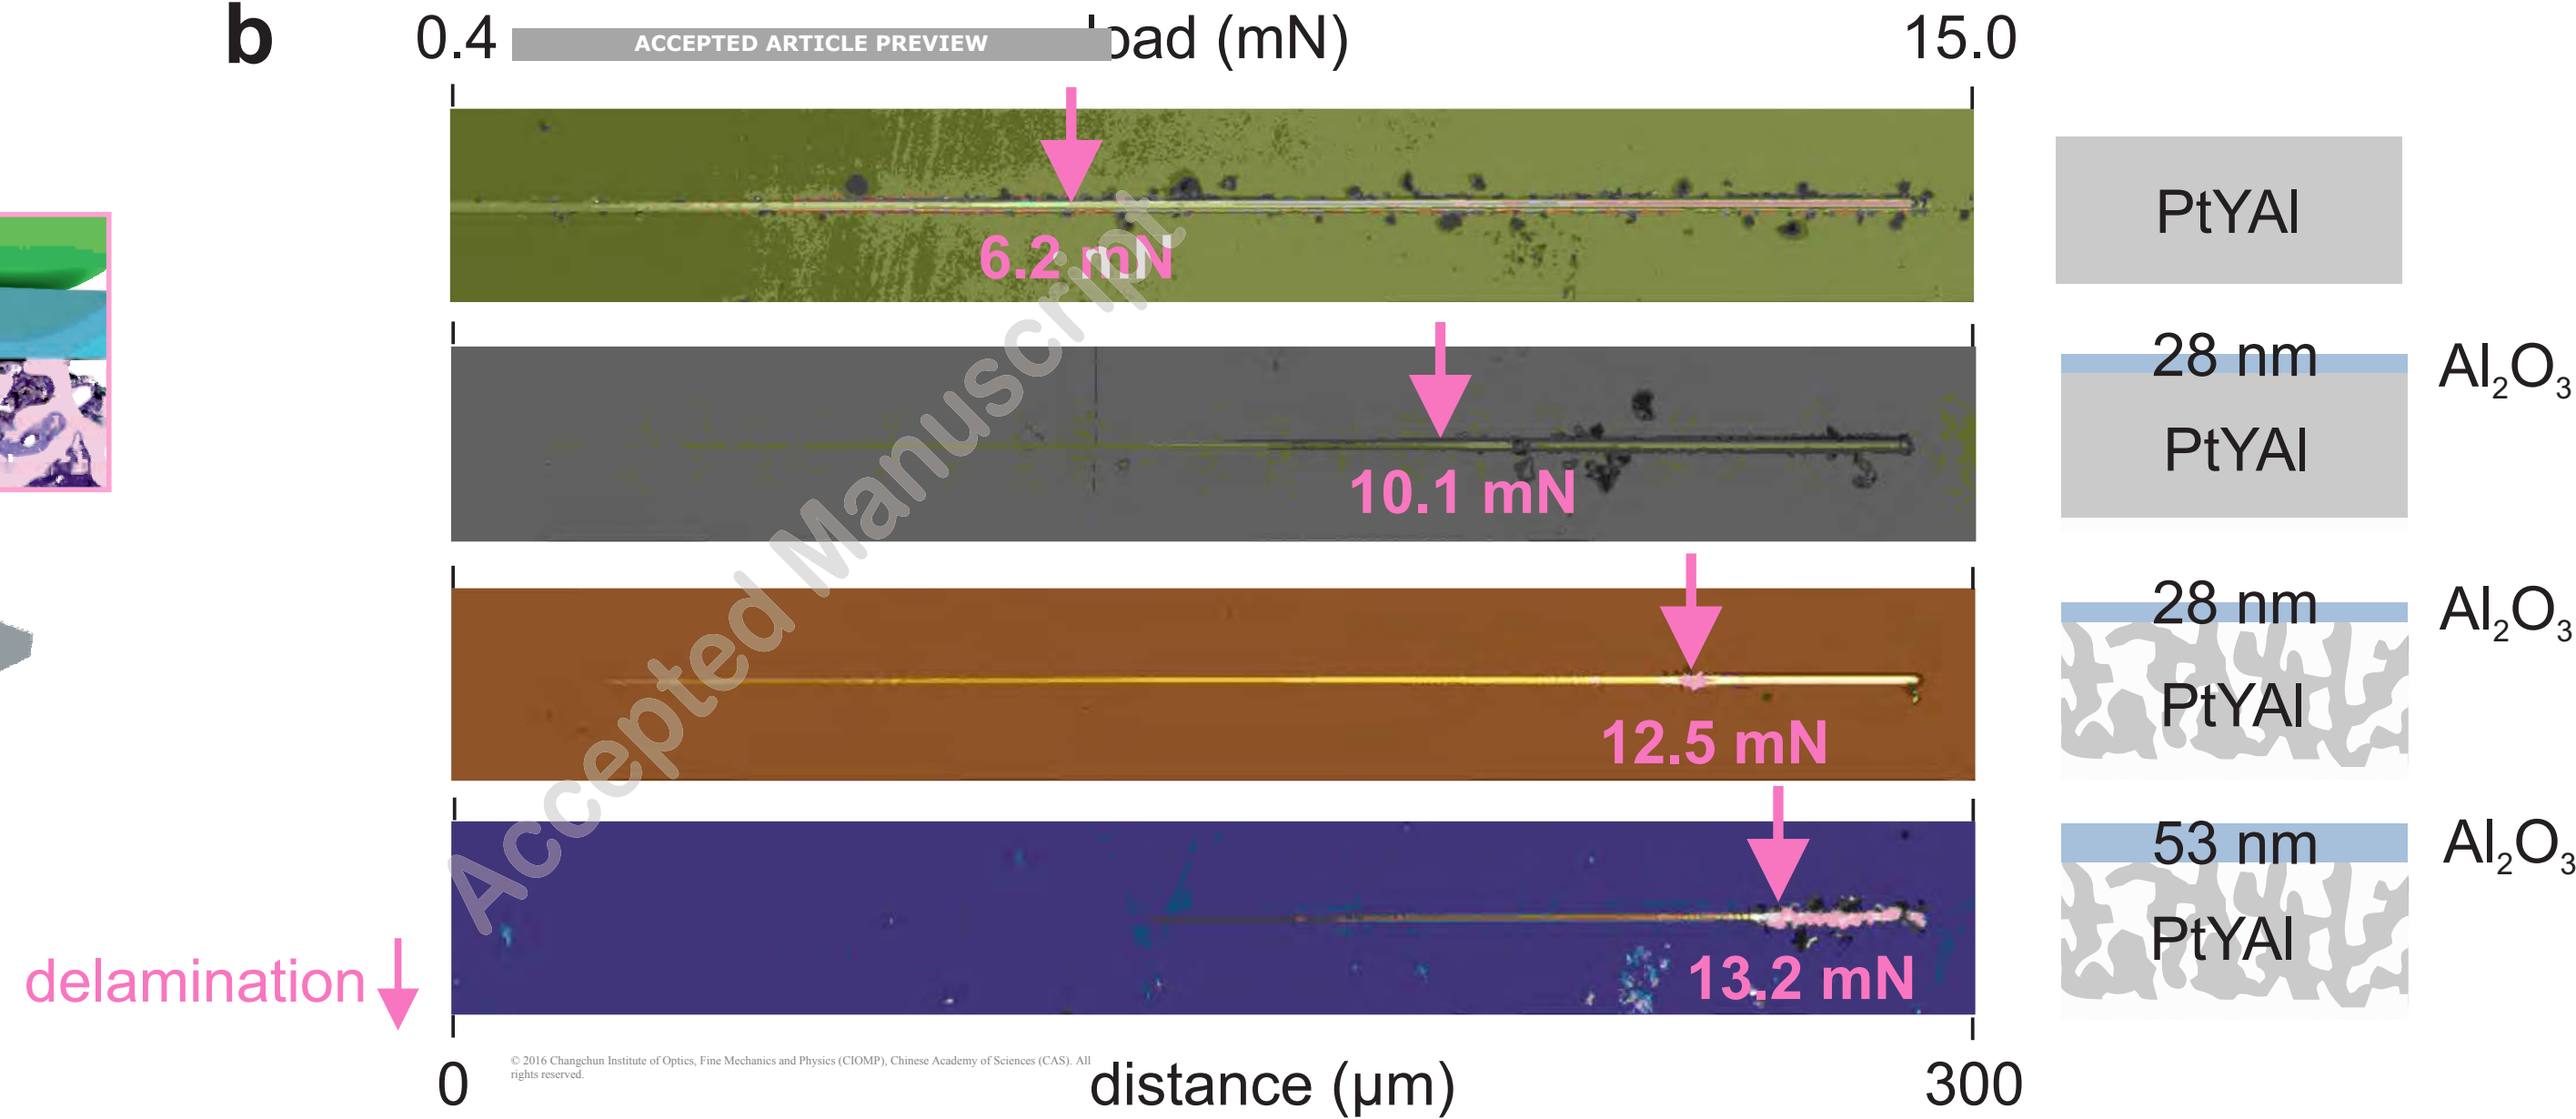 b
0.4
ACCEPTED ARTICLE PREVIEW
load (mN)
15.0
6.2 mN
PtYAl
10.1 mN
28 nm
Al₂O₃
PtYAl
12.5 mN
28 nm
Al₂O₃
PtYAl
13.2 mN
53 nm
Al₂O₃
PtYAl
Accepted Manuscript
delamination
0
© 2016 Changchun Institute of Optics, Fine Mechanics and Physics (CIOMP), Chinese Academy of Sciences (CAS). All
rights reserved.
distance (μm)
300